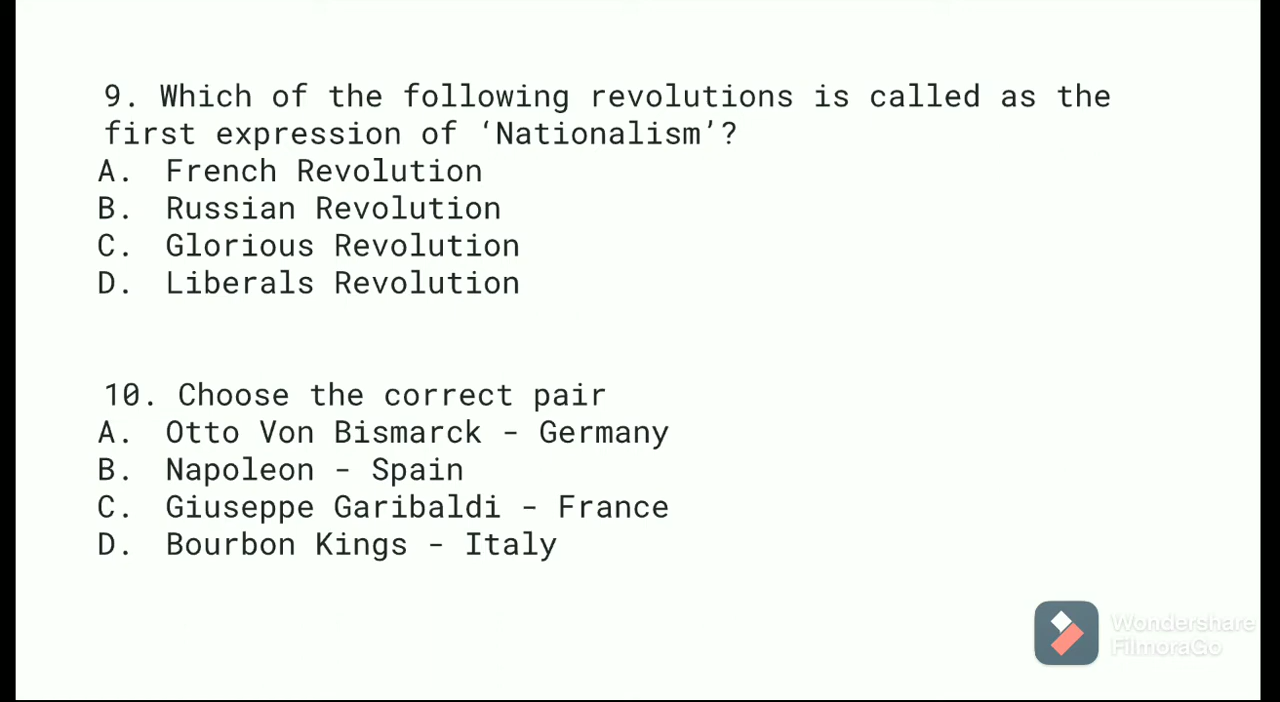 9. Which of the following revolutions is called as the
first expression of ‘Nationalism’?
A. French Revolution
B. Russian Revolution
C. Glorious Revolution
D. Liberals Revolution
10. Choose the correct pair
A. Otto Von Bismarck - Germany
B. Napoleon - Spain
C. Giuseppe Garibaldi - France
D. Bourbon Kings - Italy
Wondershare
FilmoraGo